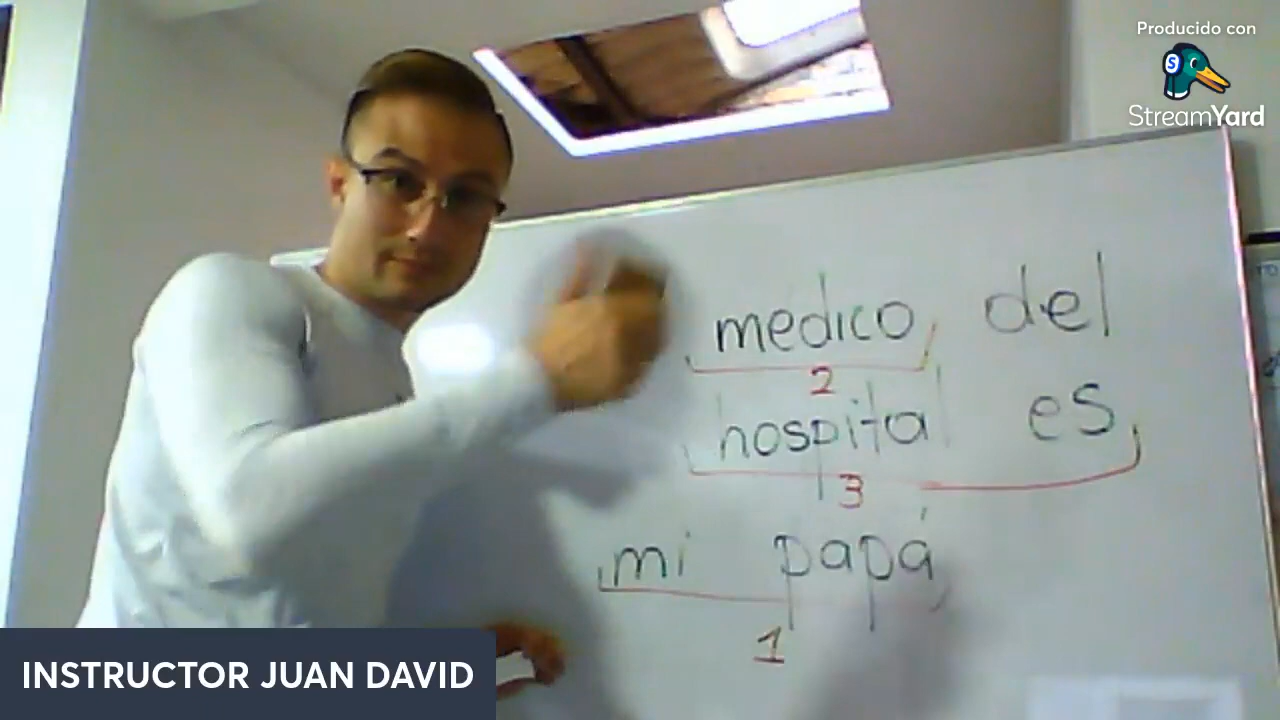 Producido con
StreamYard
medico del
2
hospital es
3
mi papá
1
INSTRUCTOR JUAN DAVID